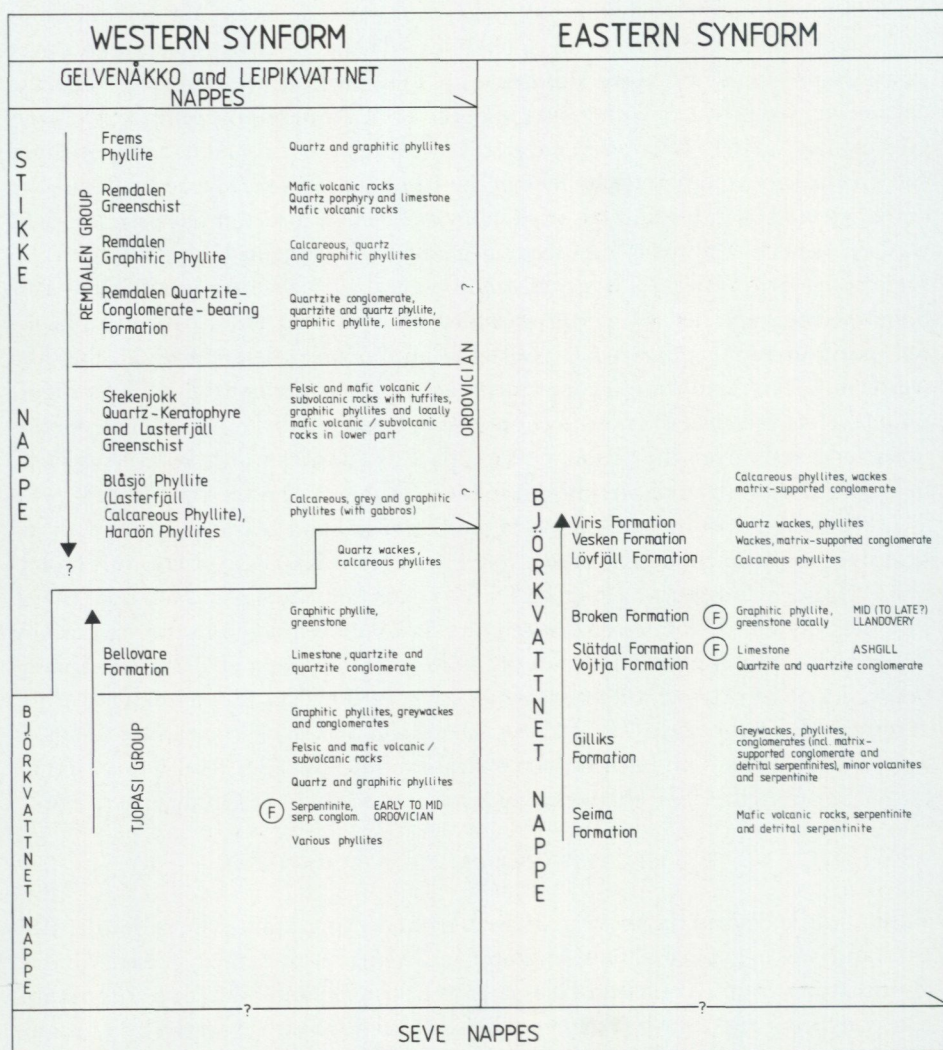 WESTERN SYNFORM
EASTERN SYNFORM
GELVENÅKKO and LEIPIKVATTNET
NAPPES
STIKKE NAPPE
REMDALEN GROUP
Frems
Phyllite
Quartz and graphitic phyllites
Remdalen
Greenschist
Mafic volcanic rocks
Quartz porphyry and limestone
Mafic volcanic rocks
Remdalen
Graphitic Phyllite
Calcareous, quartz
and graphitic phyllites
Remdalen Quartzite-
Conglomerate-bearing
Formation
Quartzite conglomerate,
quartzite and quartz phyllite,
graphitic phyllite, limestone
? ORDOVICIAN ?
Stekenjokk
Quartz-Keratophyre
and Lasterfjäll
Greenschist
Felsic and mafic volcanic /
subvolcanic rocks with tuffites,
graphitic phyllites and locally
mafic volcanic / subvolcanic
rocks in lower part
Blåsjö Phyllite
(Lasterfjäll
Calcareous Phyllite),
Haraön Phyllites
Calcareous, grey and graphitic
phyllites (with gabbros)
?
Quartz wackes,
calcareous phyllites
Graphitic phyllite,
greenstone
Bellovare
Formation
Limestone, quartzite and
quartzite conglomerate
BJÖRKVATTNET NAPPE
TJOPASI GROUP
Graphitic phyllites, greywackes
and conglomerates
Felsic and mafic volcanic /
subvolcanic rocks
Quartz and graphitic phyllites
F Serpentinite, EARLY TO MID
serp. conglom. ORDOVICIAN
Various phyllites
BJÖRKVATTNET NAPPE
Calcareous phyllites, wackes
matrix-supported conglomerate
Viris Formation Quartz wackes, phyllites
Vesken Formation Wackes, matrix-supported conglomerate
Lövfjäll Formation Calcareous phyllites
Broken Formation F Graphitic phyllite, MID (TO LATE?)
greenstone locally LLANDOVERY
Slätdal Formation F Limestone ASHGILL
Vojtja Formation Quartzite and quartzite conglomerate
Gilliks
Formation
Greywackes, phyllites,
conglomerates (incl. matrix-
supported conglomerate and
detrital serpentinites), minor volcanites
and serpentinite
Seima
Formation
Mafic volcanic rocks, serpentinite
and detrital serpentinite
? ?
SEVE NAPPES